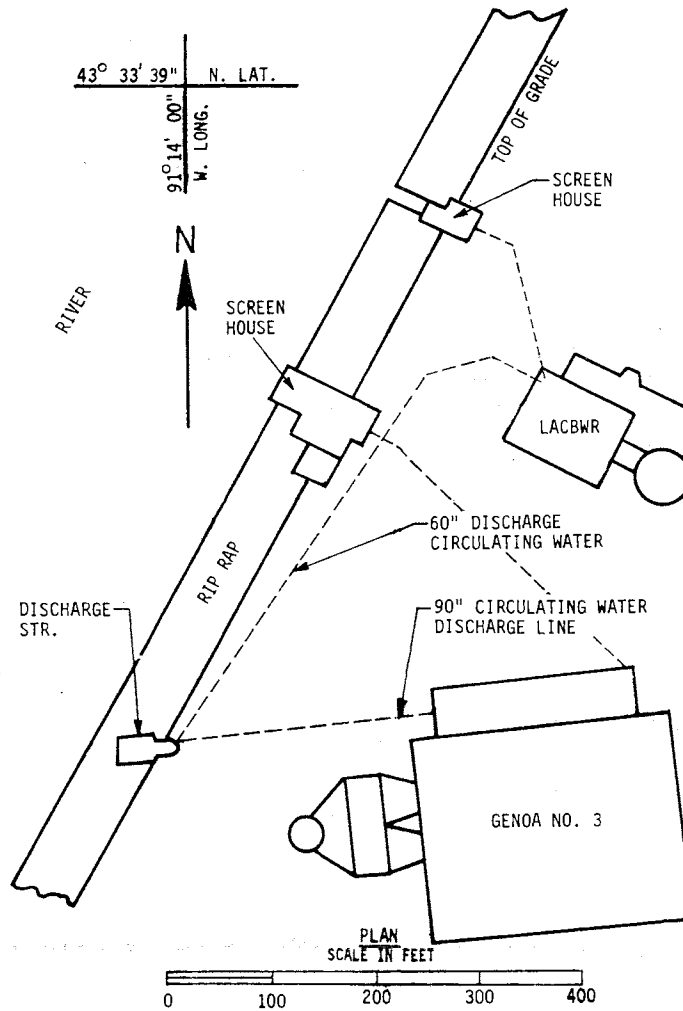 43° 33' 39" N. LAT.
91° 14' 00"
W. LONG.
TOP OF GRADE
SCREEN
HOUSE
N
RIVER
SCREEN
HOUSE
LACBWR
60" DISCHARGE
CIRCULATING WATER
RIP RAP
DISCHARGE
STR.
90" CIRCULATING WATER
DISCHARGE LINE
GENOA NO. 3
PLAN
SCALE IN FEET
0 100 200 300 400